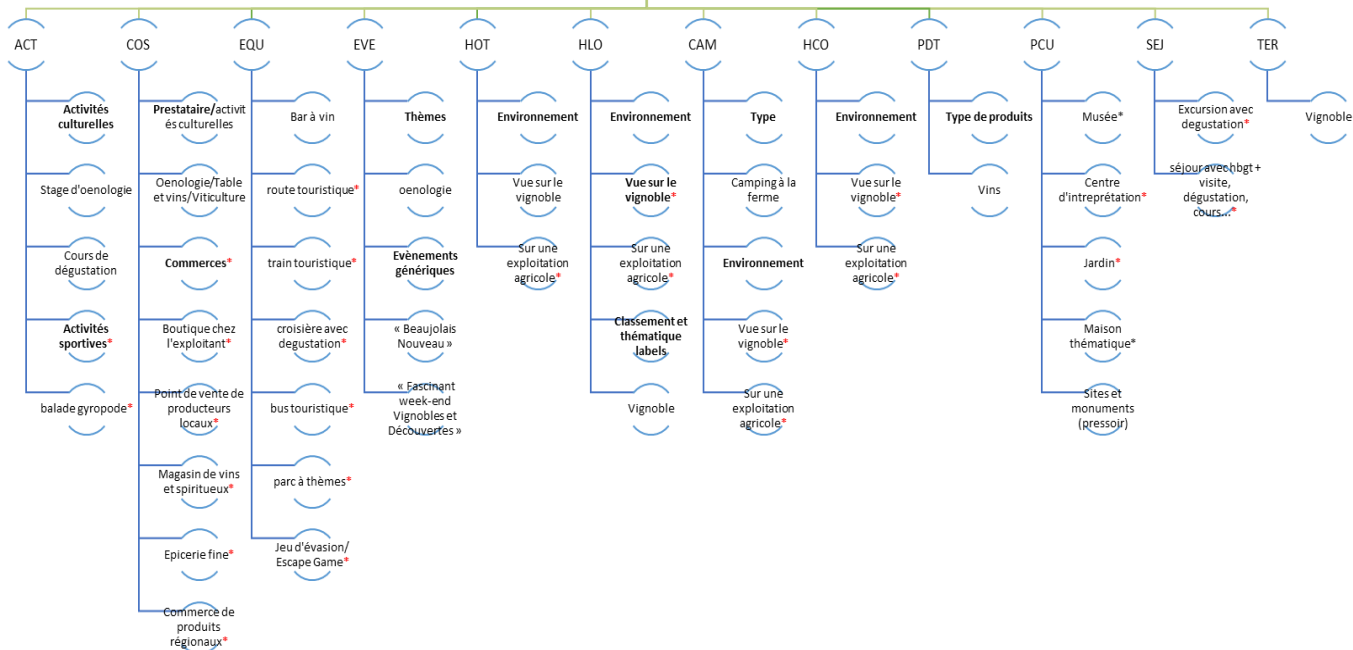 ACT
COS
EQU
EVE
HOT
HLO
CAM
HCO
PDT
PCU
SEJ
TER
Activités
culturelles
Stage d'oenologie
Cours de
dégustation
Activités
sportives*
balade gyropode*
Prestataire/activit
és culturelles
Oenologie/Table
et vins/Viticulture
Commerces*
Boutique chez
l'exploitant*
Point de vente de
producteurs
locaux*
Magasin de vins
et spiritueux*
Epicerie fine*
Commerce de
produits
régionaux*
Bar à vin
route touristique*
train touristique*
croisière avec
degustation*
bus touristique*
parc à thèmes*
Jeu d'évasion/
Escape Game*
Thèmes
oenologie
Evènements
génériques
« Beaujolais
Nouveau »
« Fascinant
week-end
Vignobles et
Découvertes »
Environnement
Vue sur le
vignoble
Sur une
exploitation
agricole*
Environnement
Vue sur le
vignoble*
Sur une
exploitation
agricole*
Classement et
thématique
labels
Vignoble
Type
Camping à la
ferme
Environnement
Vue sur le
vignoble*
Sur une
exploitation
agricole*
Environnement
Vue sur le
vignoble*
Sur une
exploitation
agricole*
Type de produits
Vins
Musée*
Centre
d'intreprétation*
Jardin*
Maison
thématique*
Sites et
monuments
(pressoir)
Excursion avec
degustation*
séjour avec hbgt +
visite,
dégustation,
cours...*
Vignoble